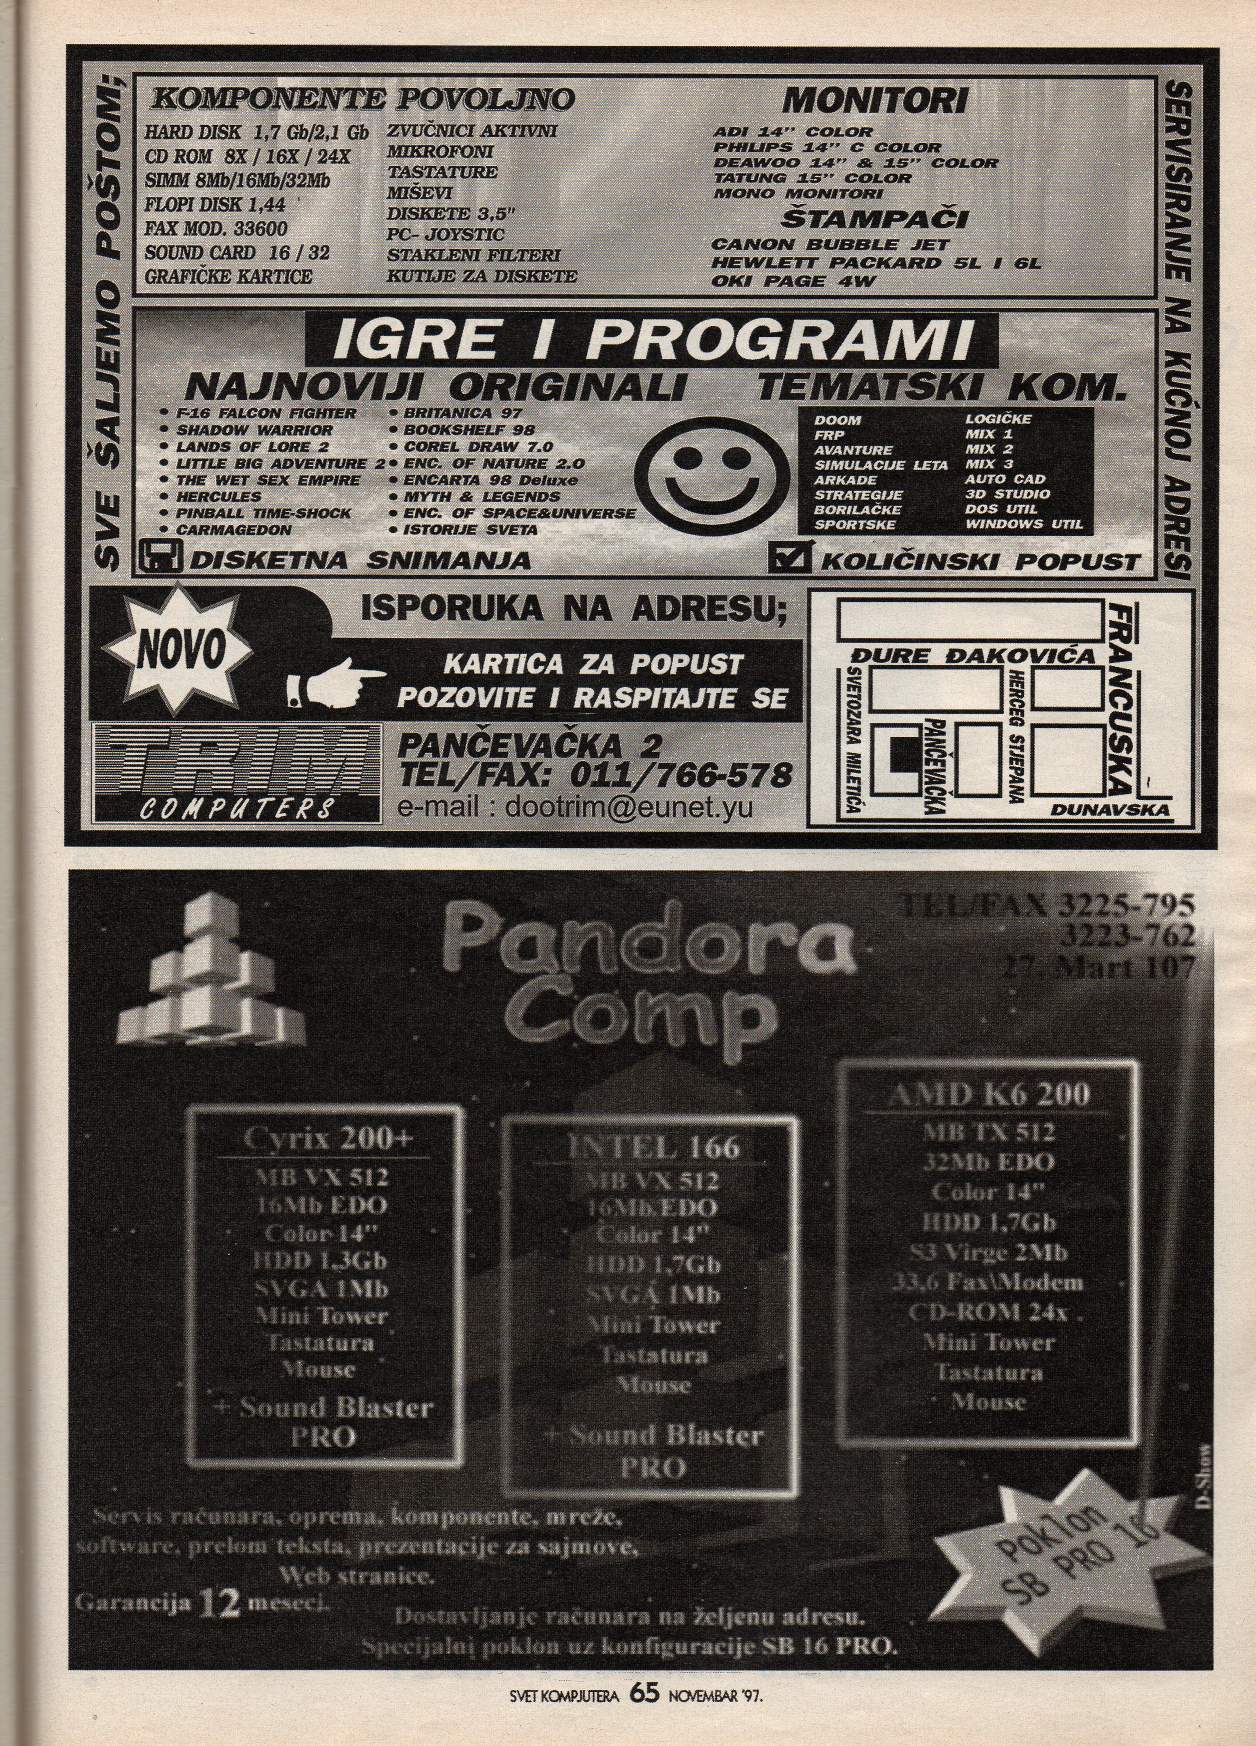 SVE ŠALJEMO POŠTOM;
KOMPONENTE POVOLJNO
HARD DISK 1,7 Gb/2,1 Gb
CD ROM 8X / 16X / 24X
SIMM 8Mb/16Mb/32Mb
FLOPI DISK 1,44
FAX MOD. 33600
SOUND CARD 16 / 32
GRAFIČKE KARTICE
ZVUČNICI AKTIVNI
MIKROFONI
TASTATURE
MIŠEVI
DISKETE 3,5"
PC- JOYSTIC
STAKLENI FILTERI
KUTIJE ZA DISKETE
MONITORI
ADI 14" COLOR
PHILIPS 14" C COLOR
DEAWOO 14" & 15" COLOR
TATUNG 15" COLOR
MONO MONITORI
ŠTAMPAČI
CANON BUBBLE JET
HEWLETT PACKARD 5L I 6L
OKI PAGE 4W
SERVISIRANJE NA KUĆNOJ ADRESI
IGRE I PROGRAMI
NAJNOVIJI ORIGINALI
• F-16 FALCON FIGHTER
• SHADOW WARRIOR
• LANDS OF LORE 2
• LITTLE BIG ADVENTURE 2
• THE WET SEX EMPIRE
• HERCULES
• PINBALL TIME-SHOCK
• CARMAGEDON
• BRITANICA 97
• BOOKSHELF 98
• COREL DRAW 7.0
• ENC. OF NATURE 2.0
• ENCARTA 98 Deluxe
• MYTH & LEGENDS
• ENC. OF SPACE&UNIVERSE
• ISTORIJE SVETA
TEMATSKI KOM.
DOOM
FRP
AVANTURE
SIMULACIJE LETA
ARKADE
STRATEGIJE
BORILAČKE
SPORTSKE
LOGIČKE
MIX 1
MIX 2
MIX 3
AUTO CAD
3D STUDIO
DOS UTIL
WINDOWS UTIL
DISKETNA SNIMANJA
KOLIČINSKI POPUST
NOVO
ISPORUKA NA ADRESU;
KARTICA ZA POPUST
POZOVITE I RASPITAJTE SE
TRIM
COMPUTERS
PANČEVAČKA 2
TEL/FAX: 011/766-578
e-mail : dootrim@eunet.yu
FRANCUSKA
ĐURE ĐAKOVIĆA
SVETOZARA MILETIĆA
PANČEVAČKA
HERCEG STJEPANA
DUNAVSKA
Pandora
Comp
TEL/FAX 3225-795
3223-762
27. Mart 107
Cyrix 200+
MB VX 512
16Mb EDO
Color 14"
HDD 1,3Gb
SVGA 1Mb
Mini Tower
Tastatura
Mouse
+ Sound Blaster
PRO
INTEL 166
MB VX 512
16Mb EDO
Color 14"
HDD 1,7Gb
SVGA 1Mb
Mini Tower
Tastatura
Mouse
+ Sound Blaster
PRO
AMD K6 200
MB TX 512
32Mb EDO
Color 14"
HDD 1,7Gb
S3 Virge 2Mb
33,6 Fax\Modem
CD-ROM 24x
Mini Tower
Tastatura
Mouse
D-Show
Poklon
SB PRO 16
Servis računara, oprema, komponente, mreže,
software, prelom teksta, prezentacije za sajmove,
Web stranice.
Garancija 12 meseci.
Dostavljanje računara na željenu adresu.
Specijalni poklon uz konfiguracije SB 16 PRO.
SVET KOMPJUTERA 65 NOVEMBAR '97.